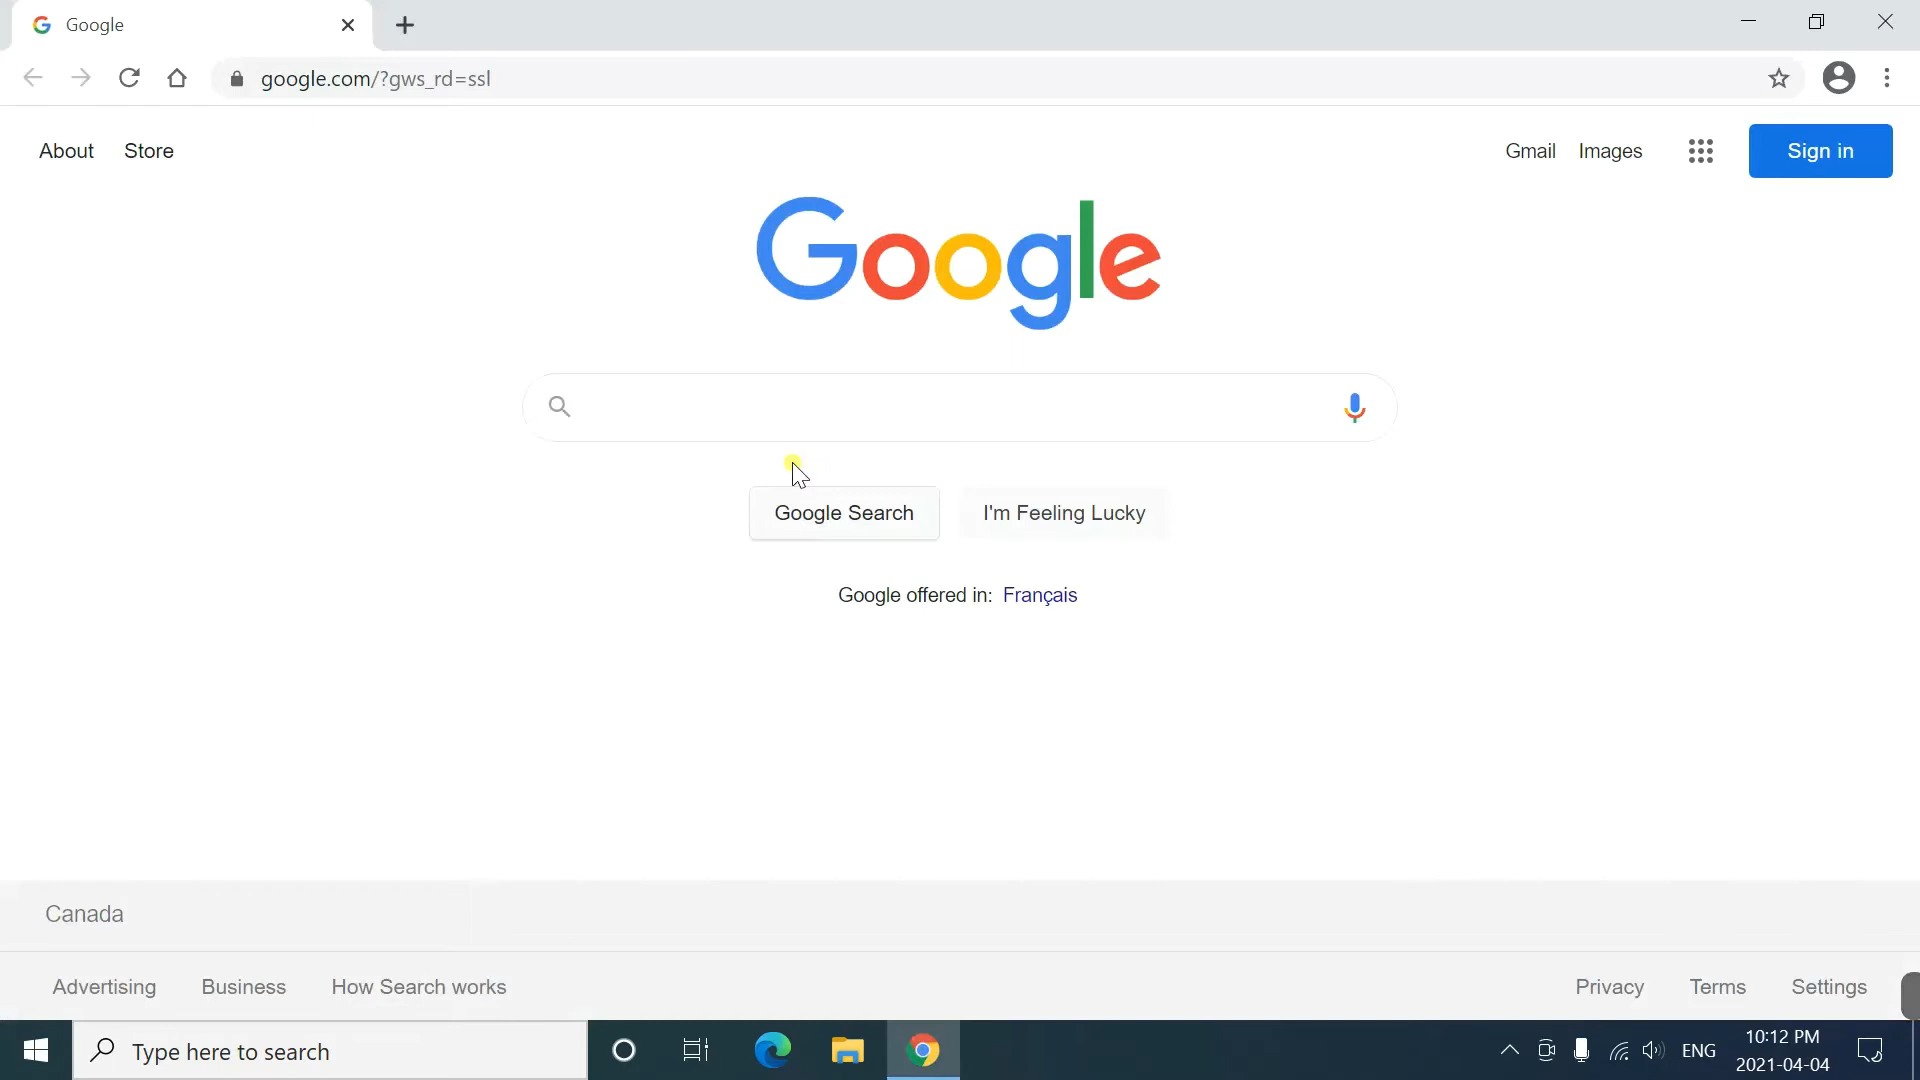 Google
google.com/?gws_rd=ssl
About Store Gmail Images Sign in
Google
Google Search I'm Feeling Lucky
Google offered in: Français
Canada
Advertising Business How Search works Privacy Terms Settings
Type here to search
ENG
10:12 PM
2021-04-04